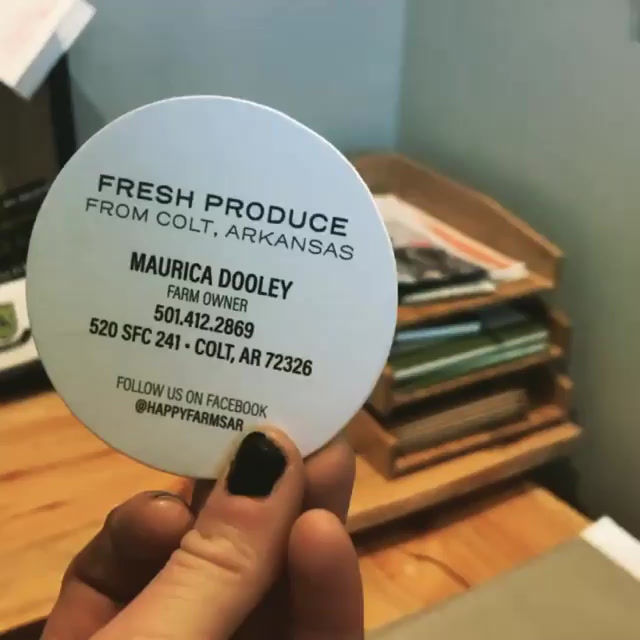 FRESH PRODUCE
FROM COLT, ARKANSAS
MAURICA DOOLEY
FARM OWNER
501.412.2869
520 SFC 241 • COLT, AR 72326
FOLLOW US ON FACEBOOK
@HAPPYFARMSAR